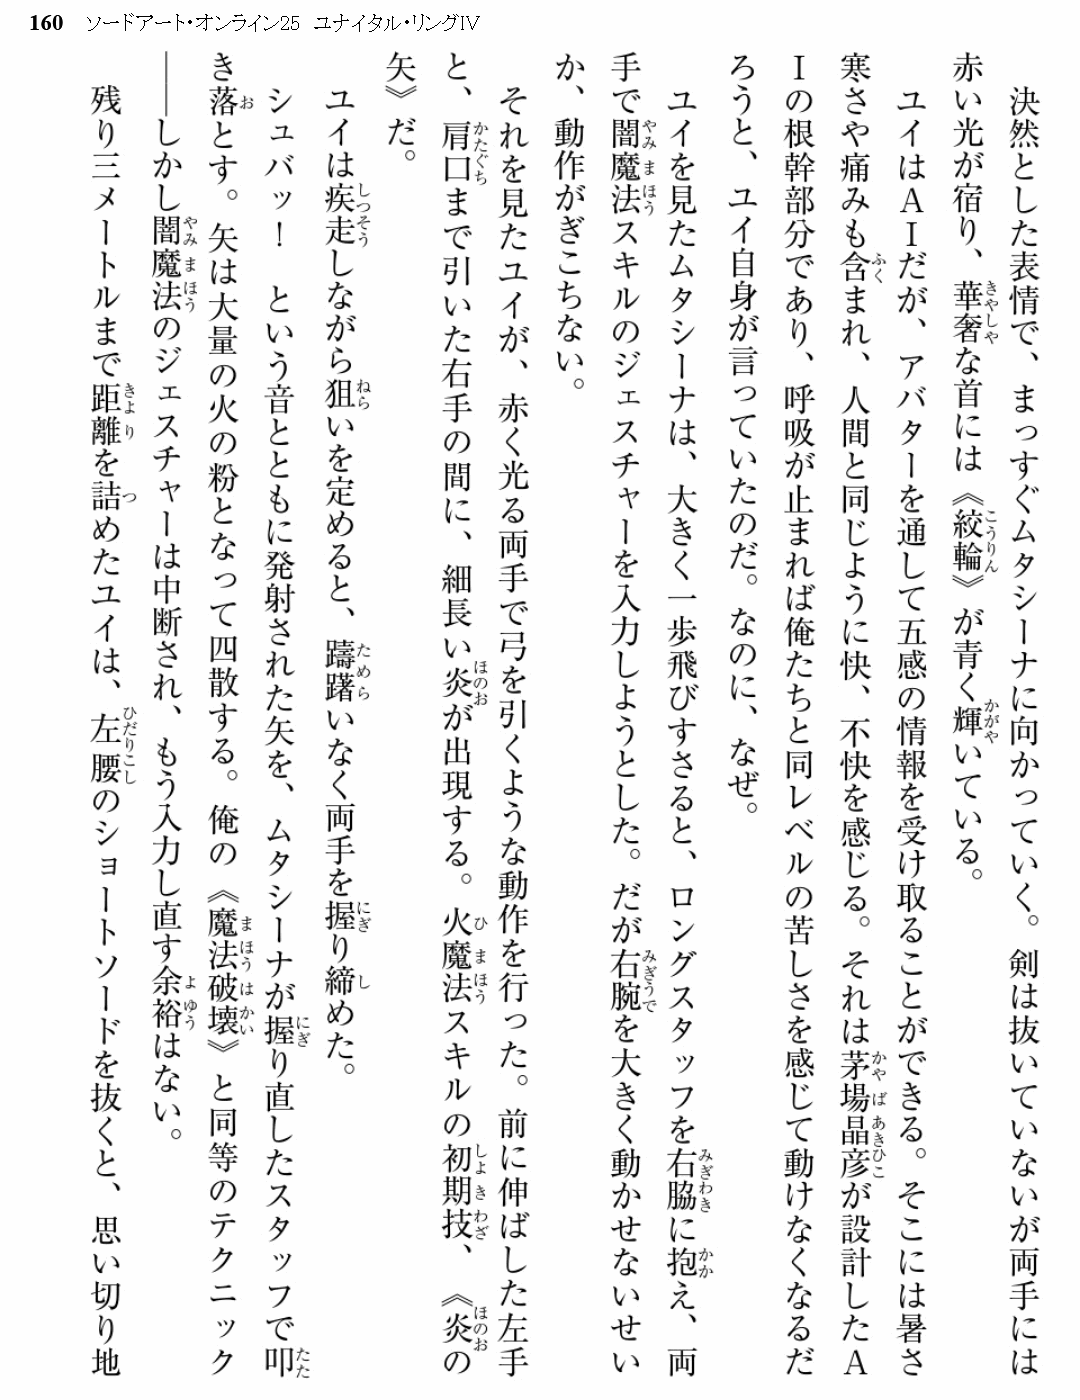 160 ソードアート・オンライン25 ユナイタル・リングⅣ
決然とした表情で、まっすぐムタシーナに向かっていく。剣は抜いていないが両手には
赤い光が宿り、華奢な首には《絞輪》が青く輝いている。
ユイはＡＩだが、アバターを通して五感の情報を受け取ることができる。そこには暑さ
寒さや痛みも含まれ、人間と同じように快、不快を感じる。それは茅場晶彦が設計したＡ
Ｉの根幹部分であり、呼吸が止まれば俺たちと同レベルの苦しさを感じて動けなくなるだ
ろうと、ユイ自身が言っていたのだ。なのに、なぜ。
ユイを見たムタシーナは、大きく一歩飛びすさると、ロングスタッフを右脇に抱え、両
手で闇魔法スキルのジェスチャーを入力しようとした。だが右腕を大きく動かせないせい
か、動作がぎこちない。
それを見たユイが、赤く光る両手で弓を引くような動作を行った。前に伸ばした左手
と、肩口まで引いた右手の間に、細長い炎が出現する。火魔法スキルの初期技、《炎の
矢》だ。
ユイは疾走しながら狙いを定めると、躊躇いなく両手を握り締めた。
シュバッ！　という音とともに発射された矢を、ムタシーナが握り直したスタッフで叩
き落とす。矢は大量の火の粉となって四散する。俺の《魔法破壊》と同等のテクニック
――しかし闇魔法のジェスチャーは中断され、もう入力し直す余裕はない。
残り三メートルまで距離を詰めたユイは、左腰のショートソードを抜くと、思い切り地